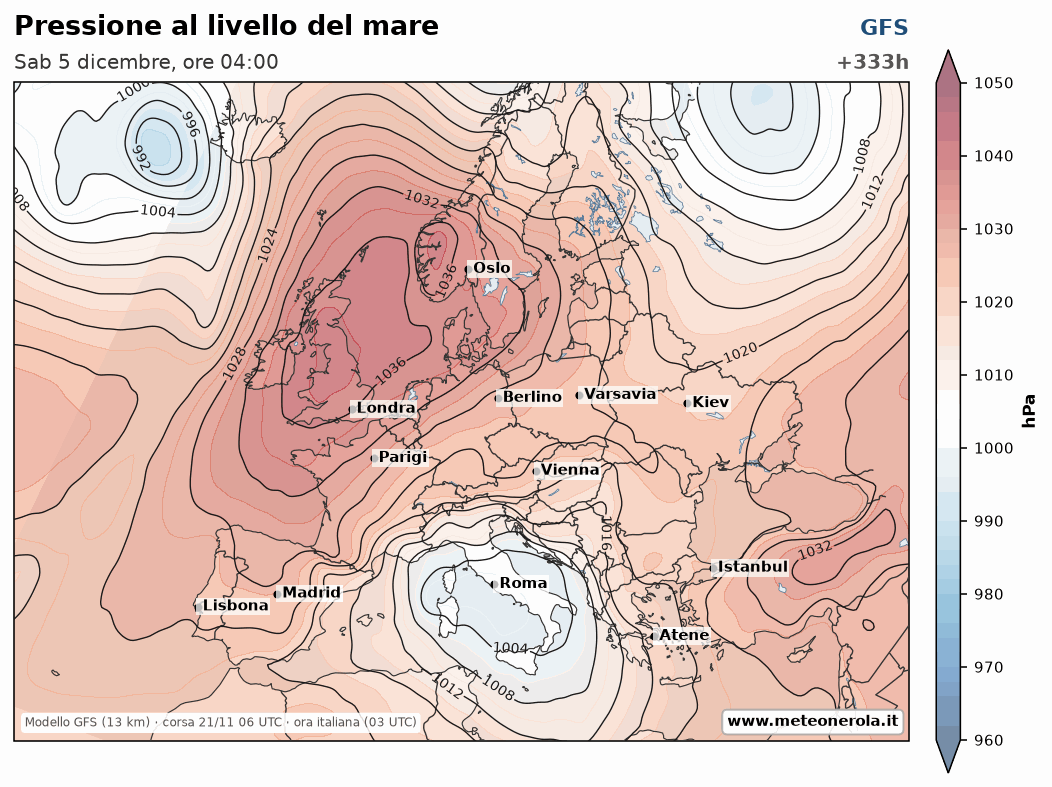 Pressione al livello del mare
GFS
Sab 5 dicembre, ore 04:00
+333h
1000
996
992
1004
1008
1012
1032
1024
1036
Oslo
1028
1036
1020
Londra
Berlino
Varsavia
Kiev
Parigi
Vienna
1016
1032
Istanbul
Roma
Madrid
Lisbona
Atene
1004
1012
1008
Modello GFS (13 km) · corsa 21/11 06 UTC · ora italiana (03 UTC)
www.meteonerola.it
1050
1040
1030
1020
1010
1000
990
980
970
960
hPa